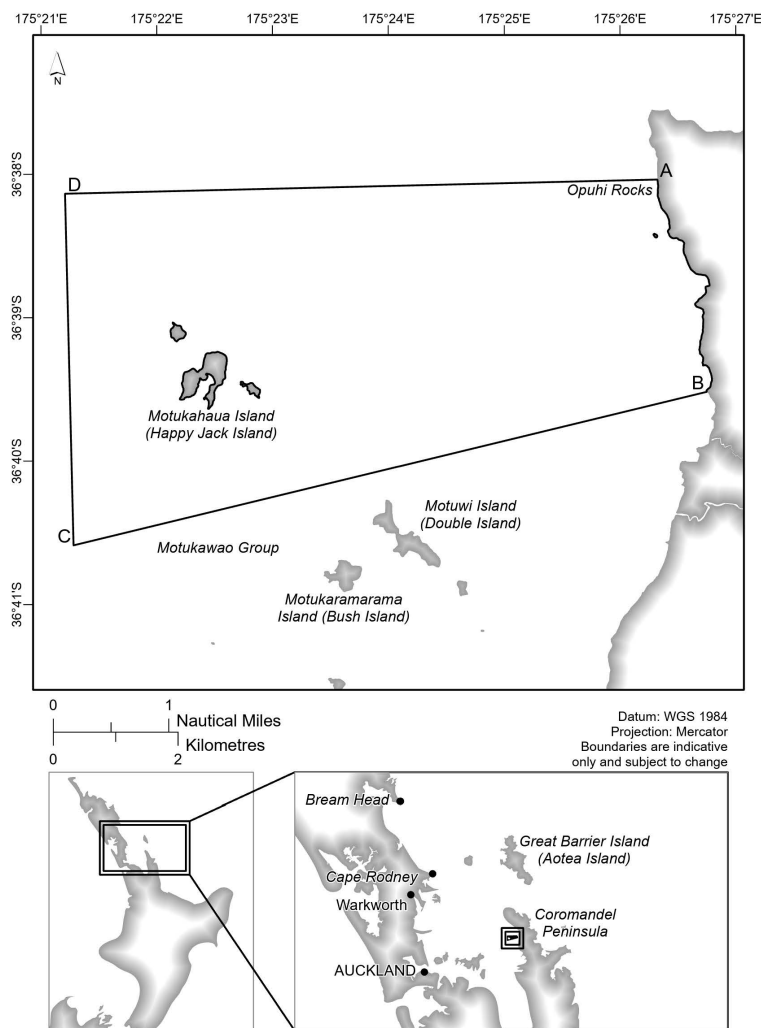 175°21'E
175°22'E
175°23'E
175°24'E
175°25'E
175°26'E
175°27'E
N
36°38'S
36°39'S
36°40'S
36°41'S
D
A
Opuhi Rocks
B
Motukahaua Island
(Happy Jack Island)
C
Motukawao Group
Motuwi Island
(Double Island)
Motukaramarama
Island (Bush Island)
0 1
Nautical Miles
Kilometres
0 2
Datum: WGS 1984
Projection: Mercator
Boundaries are indicative
only and subject to change
Bream Head
Great Barrier Island
(Aotea Island)
Cape Rodney
Warkworth
Coromandel
Peninsula
AUCKLAND